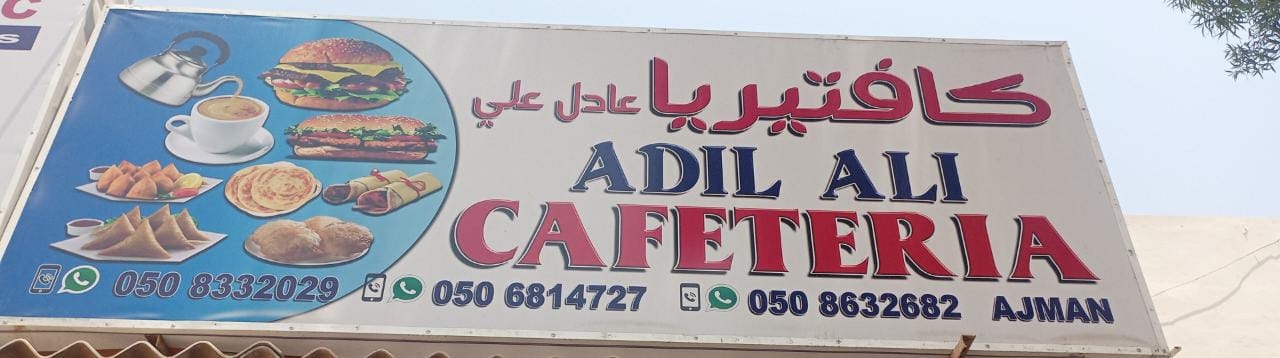 كافتيريا عادل علي
ADIL ALI
CAFETERIA
050 8332029 050 6814727 050 8632682 AJMAN
C
S